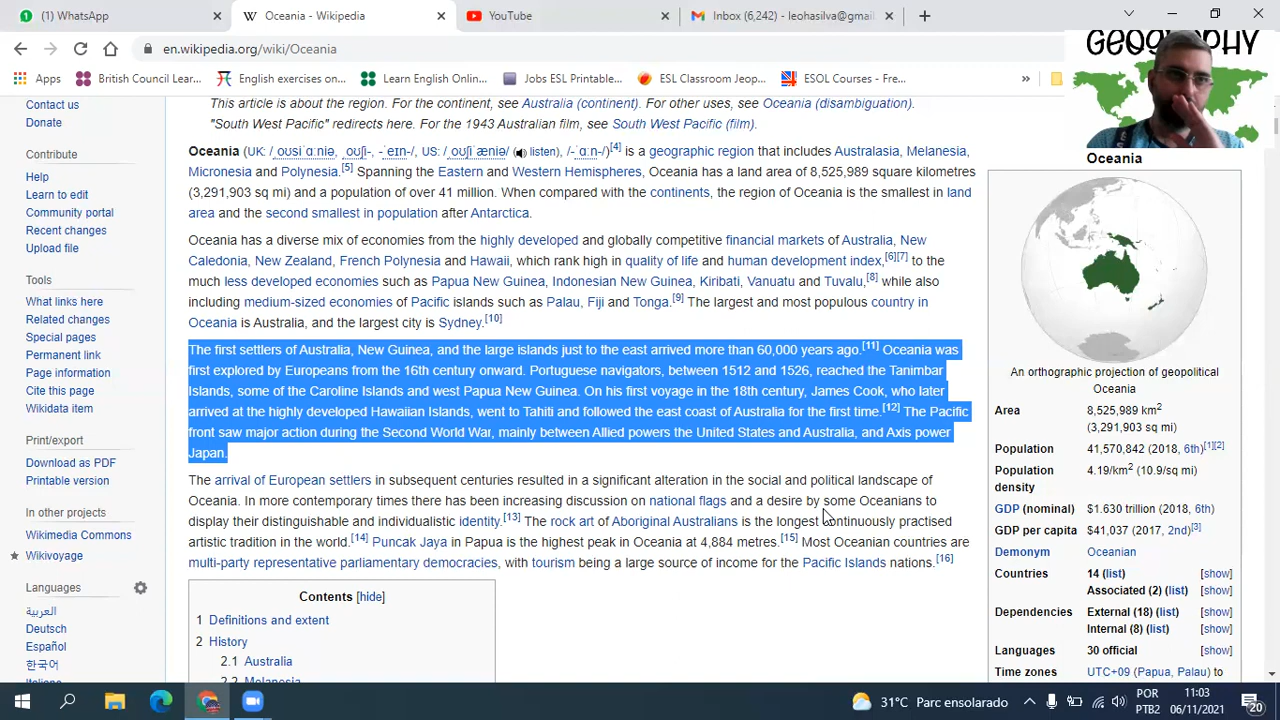 (1) WhatsApp
Oceania - Wikipedia
YouTube
Inbox (6,242) - leohasilva@gmail
en.wikipedia.org/wiki/Oceania
Apps
British Council Lear...
English exercises on...
Learn English Onlin...
Jobs ESL Printable...
ESL Classroom Jeop...
ESOL Courses - Fre...
»
GEOGRAPHY
Contact us
Donate
Contribute
Help
Learn to edit
Community portal
Recent changes
Upload file
Tools
What links here
Related changes
Special pages
Permanent link
Page information
Cite this page
Wikidata item
Print/export
Download as PDF
Printable version
In other projects
Wikimedia Commons
Wikivoyage
Languages
العربية
Deutsch
Español
한국어
This article is about the region. For the continent, see Australia (continent). For other uses, see Oceania (disambiguation).
"South West Pacific" redirects here. For the 1943 Australian film, see South West Pacific (film).
Oceania (UK: /ˌoʊsiˈɑːniə, ˌoʊʃi-, -ˈeɪn-/, US: /ˌoʊʃiˈæniə/ (listen), /-ˈɑːn-/)[4] is a geographic region that includes Australasia, Melanesia,
Micronesia and Polynesia.[5] Spanning the Eastern and Western Hemispheres, Oceania has a land area of 8,525,989 square kilometres
(3,291,903 sq mi) and a population of over 41 million. When compared with the continents, the region of Oceania is the smallest in land
area and the second smallest in population after Antarctica.
Oceania has a diverse mix of economies from the highly developed and globally competitive financial markets of Australia, New
Caledonia, New Zealand, French Polynesia and Hawaii, which rank high in quality of life and human development index,[6][7] to the
much less developed economies such as Papua New Guinea, Indonesian New Guinea, Kiribati, Vanuatu and Tuvalu,[8] while also
including medium-sized economies of Pacific islands such as Palau, Fiji and Tonga.[9] The largest and most populous country in
Oceania is Australia, and the largest city is Sydney.[10]
The first settlers of Australia, New Guinea, and the large islands just to the east arrived more than 60,000 years ago.[11] Oceania was
first explored by Europeans from the 16th century onward. Portuguese navigators, between 1512 and 1526, reached the Tanimbar
Islands, some of the Caroline Islands and west Papua New Guinea. On his first voyage in the 18th century, James Cook, who later
arrived at the highly developed Hawaiian Islands, went to Tahiti and followed the east coast of Australia for the first time.[12] The Pacific
front saw major action during the Second World War, mainly between Allied powers the United States and Australia, and Axis power
Japan.
The arrival of European settlers in subsequent centuries resulted in a significant alteration in the social and political landscape of
Oceania. In more contemporary times there has been increasing discussion on national flags and a desire by some Oceanians to
display their distinguishable and individualistic identity.[13] The rock art of Aboriginal Australians is the longest continuously practised
artistic tradition in the world.[14] Puncak Jaya in Papua is the highest peak in Oceania at 4,884 metres.[15] Most Oceanian countries are
multi-party representative parliamentary democracies, with tourism being a large source of income for the Pacific Islands nations.[16]
Contents [hide]
1 Definitions and extent
2 History
2.1 Australia
2.2 Melanesia
Oceania
An orthographic projection of geopolitical
Oceania
Area 8,525,989 km2
(3,291,903 sq mi)
Population 41,570,842 (2018, 6th)[1][2]
Population 4.19/km2 (10.9/sq mi)
density
GDP (nominal) $1.630 trillion (2018, 6th)
GDP per capita $41,037 (2017, 2nd)[3]
Demonym Oceanian
Countries 14 (list) [show]
Associated (2) (list) [show]
Dependencies External (18) (list) [show]
Internal (8) (list) [show]
Languages 30 official [show]
Time zones UTC+09 (Papua, Palau) to
31°C Parc ensolarado
POR
PTB2
11:03
06/11/2021
20